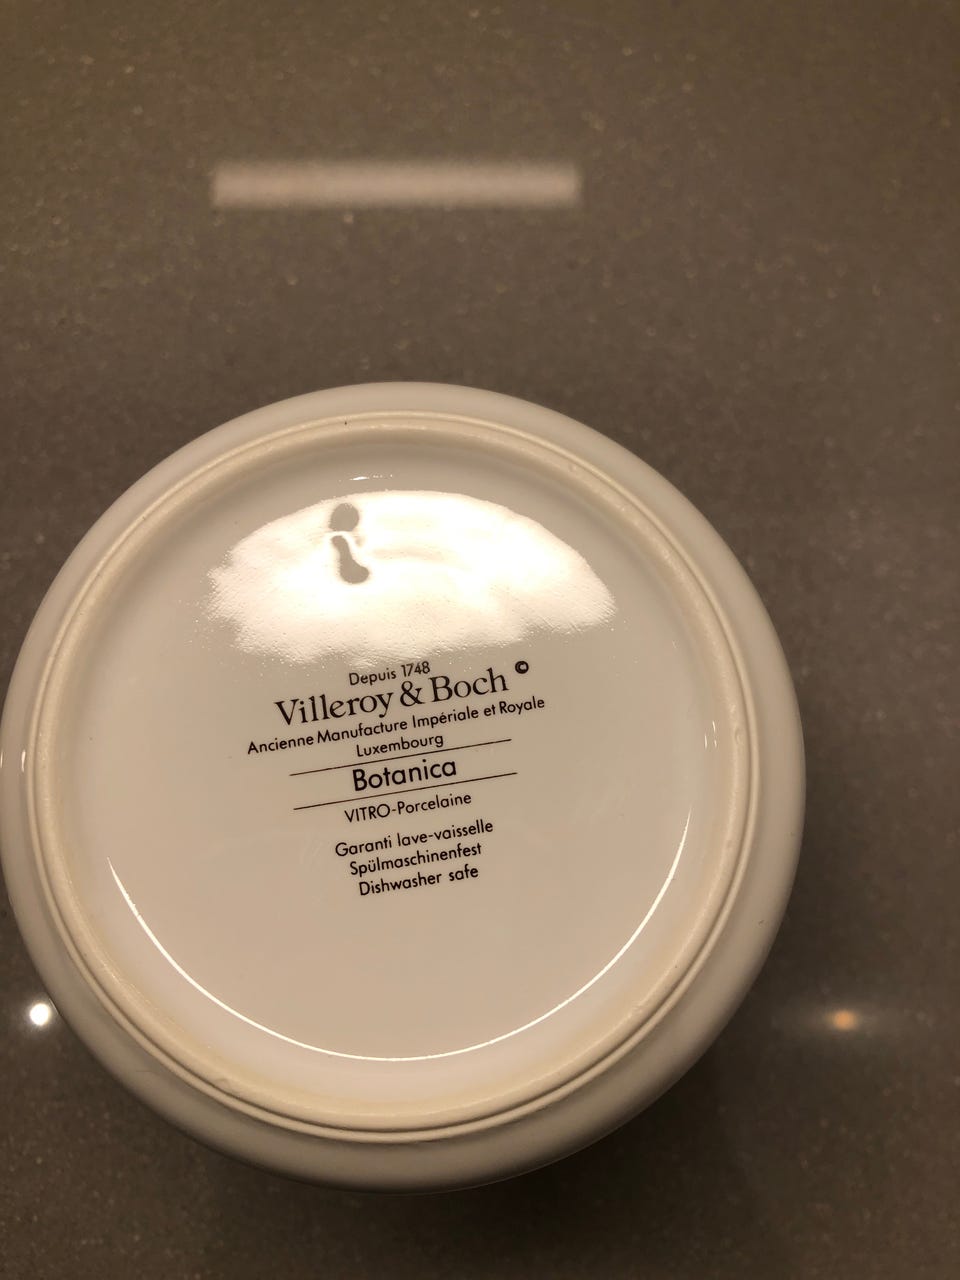 Depuis 1748
Villeroy & Boch ©
Ancienne Manufacture Impériale et Royale
Luxembourg
Botanica
VITRO-Porcelaine
Garanti lave-vaisselle
Spülmaschinenfest
Dishwasher safe